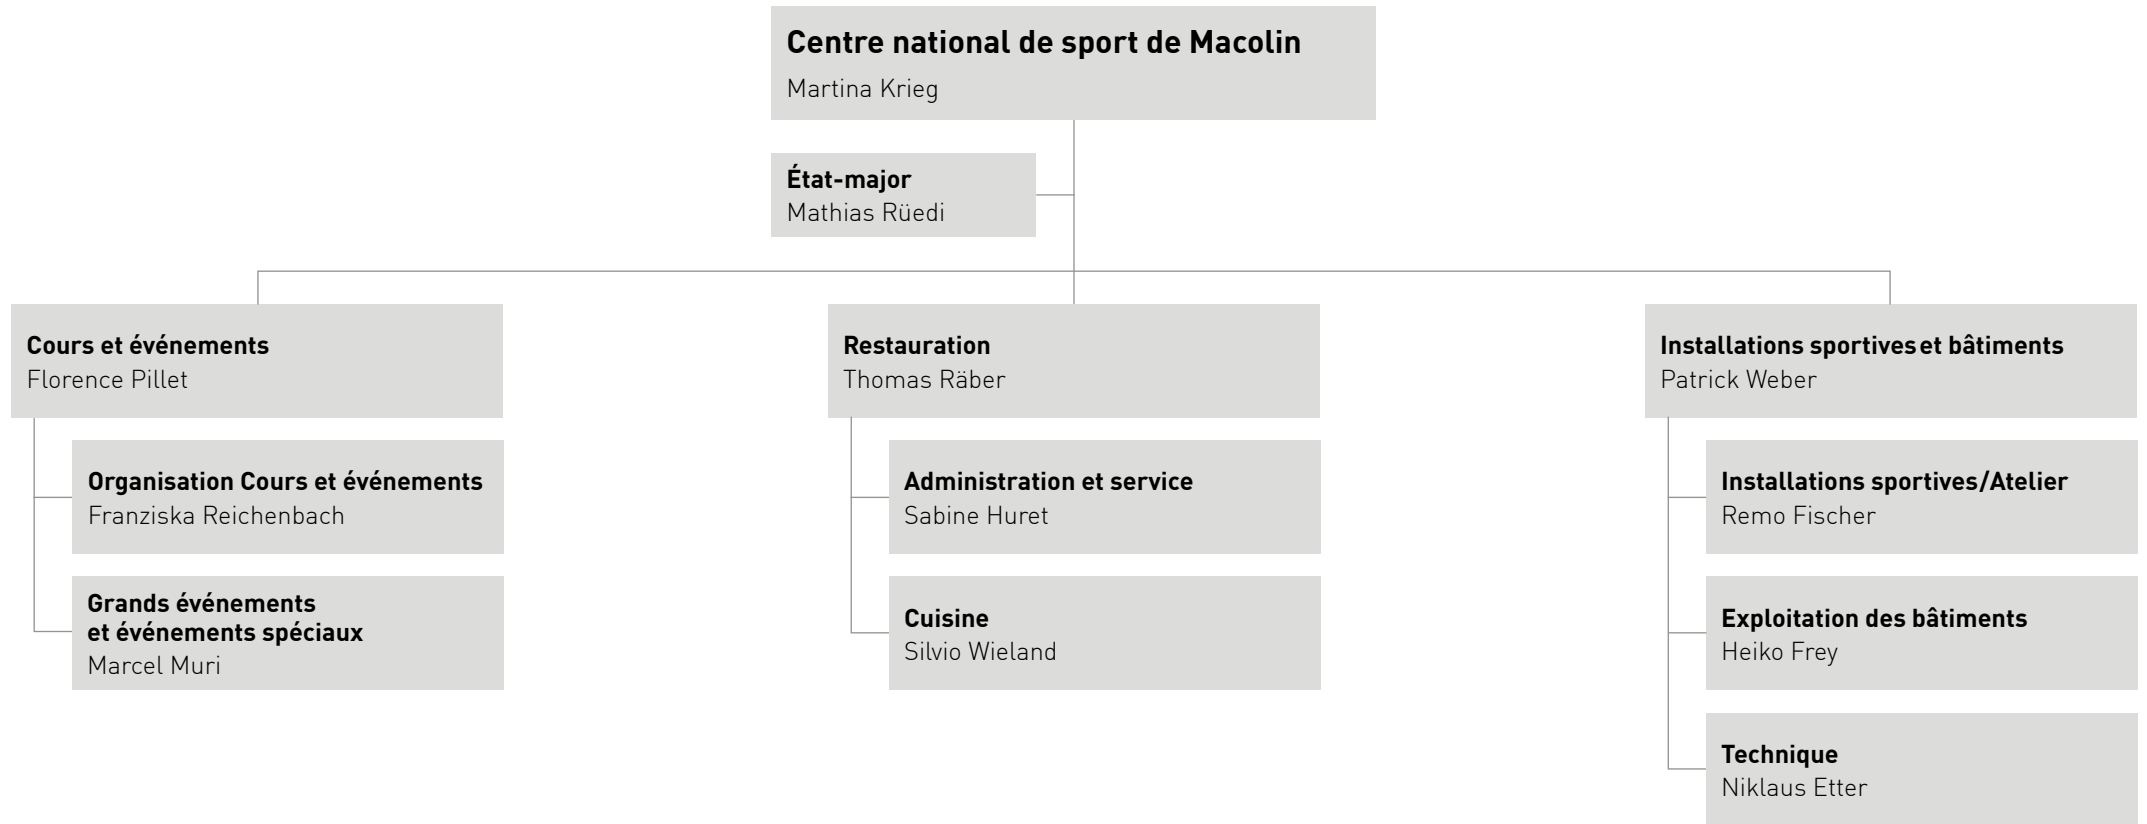 Centre national de sport de Macolin
Martina Krieg
État-major
Mathias Rüedi
Cours et événements
Florence Pillet
Organisation Cours et événements
Franziska Reichenbach
Grands événements
et événements spéciaux
Marcel Muri
Restauration
Thomas Räber
Administration et service
Sabine Huret
Cuisine
Silvio Wieland
Installations sportives et bâtiments
Patrick Weber
Installations sportives/Atelier
Remo Fischer
Exploitation des bâtiments
Heiko Frey
Technique
Niklaus Etter